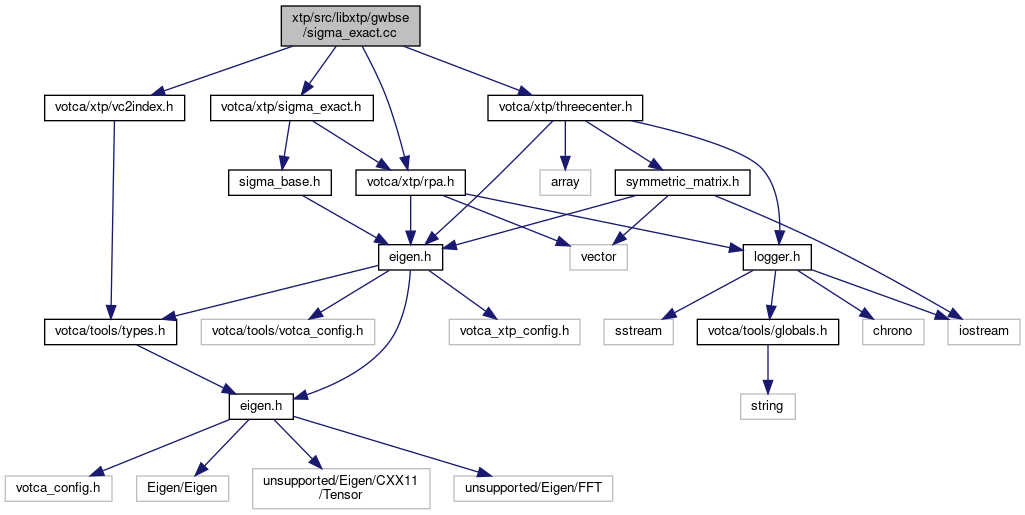 xtp/src/libxtp/gwbse
/sigma_exact.cc
votca/xtp/vc2index.h
votca/xtp/sigma_exact.h
votca/xtp/threecenter.h
sigma_base.h
votca/xtp/rpa.h
array
symmetric_matrix.h
eigen.h
vector
logger.h
votca/tools/types.h
votca/tools/votca_config.h
votca_xtp_config.h
sstream
votca/tools/globals.h
chrono
iostream
eigen.h
string
votca_config.h
Eigen/Eigen
unsupported/Eigen/CXX11
/Tensor
unsupported/Eigen/FFT